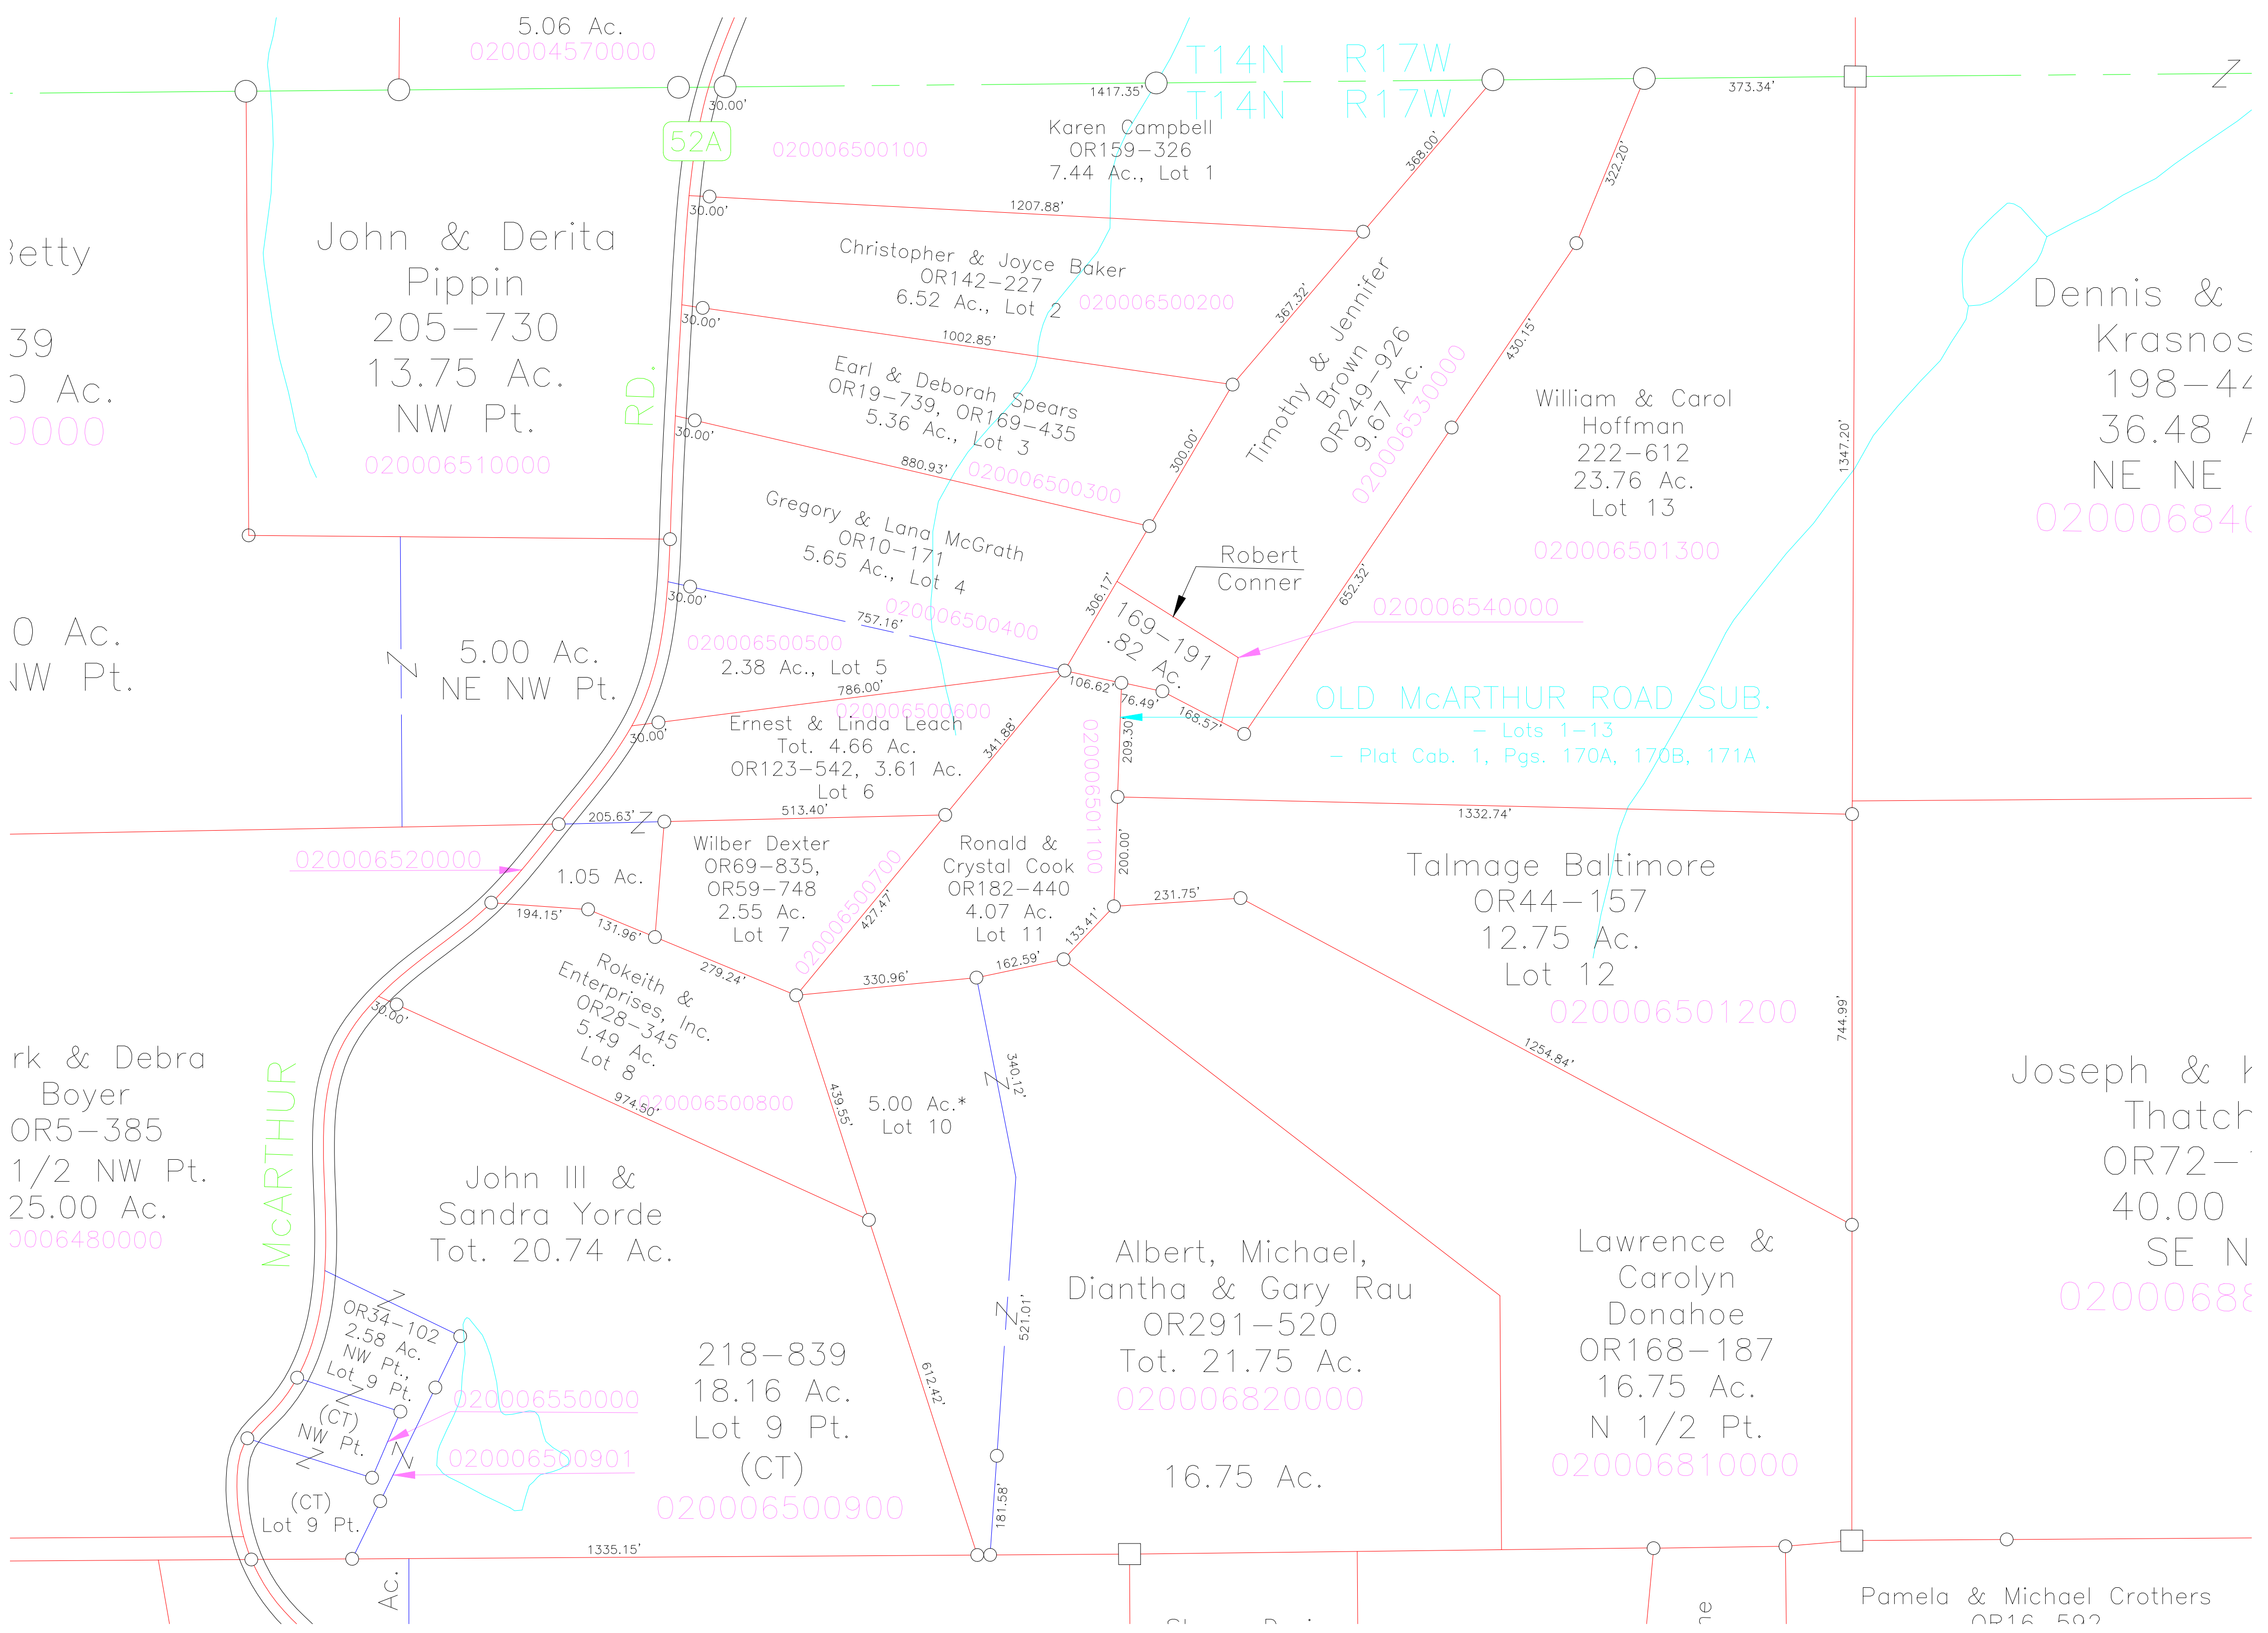 5.06 Ac.
020004570000
T14N R17W
T14N R17W
30.00'
1417.35'
373.34'
52A
020006500100
Karen Campbell
OR159-326
7.44 Ac., Lot 1
368.00'
322.20'
30.00'
1207.88'
John & Derita
Pippin
205-730
13.75 Ac.
NW Pt.
020006510000
Betty
39
0 Ac.
0000
RD.
Christopher & Joyce Baker
OR142-227
6.52 Ac., Lot 2
020006500200
367.32'
30.00'
1002.85'
Earl & Deborah Spears
OR19-739, OR169-435
5.36 Ac., Lot 3
020006500300
300.00'
30.00'
880.93'
Timothy & Jennifer
Brown
OR249-926
9.67 Ac.
020006530000
430.15'
652.32'
William & Carol
Hoffman
222-612
23.76 Ac.
Lot 13
020006501300
1347.20'
Dennis &
Krasnos
198-44
36.48 A
NE NE
020006840
Gregory & Lana McGrath
OR10-171
5.65 Ac., Lot 4
020006500400
306.17'
30.00'
757.16'
Robert
Conner
169-191
.82 Ac.
020006540000
0 Ac.
NW Pt.
5.00 Ac.
NE NW Pt.
020006500500
2.38 Ac., Lot 5
786.00'
30.00'
020006500600
Ernest & Linda Leach
Tot. 4.66 Ac.
OR123-542, 3.61 Ac.
Lot 6
341.88'
106.62'
76.49'
168.57'
209.30'
020006501100
OLD McARTHUR ROAD SUB.
- Lots 1-13
- Plat Cab. 1, Pgs. 170A, 170B, 171A
205.63'
513.40'
1332.74'
020006520000
1.05 Ac.
Wilber Dexter
OR69-835,
OR59-748
2.55 Ac.
Lot 7
020006500700
427.47'
Ronald &
Crystal Cook
OR182-440
4.07 Ac.
Lot 11
200.00'
133.41'
231.75'
Talmage Baltimore
OR44-157
12.75 Ac.
Lot 12
020006501200
744.99'
1254.84'
194.15'
131.96'
279.24'
330.96'
162.59'
30.00'
Rokeith &
Enterprises, Inc.
OR28-345
5.49 Ac.
Lot 8
020006500800
974.50'
439.55'
340.12'
5.00 Ac.*
Lot 10
rk & Debra
Boyer
OR5-385
1/2 NW Pt.
25.00 Ac.
0006480000
McARTHUR
John III &
Sandra Yorde
Tot. 20.74 Ac.
Joseph & K
Thatch
OR72-1
40.00
SE N
02000688
Albert, Michael,
Diantha & Gary Rau
OR291-520
Tot. 21.75 Ac.
020006820000
16.75 Ac.
Lawrence &
Carolyn
Donahoe
OR168-187
16.75 Ac.
N 1/2 Pt.
020006810000
OR34-102
2.58 Ac.
NW Pt.,
Lot 9 Pt.
(CT)
NW Pt.
020006550000
020006500901
(CT)
Lot 9 Pt.
218-839
18.16 Ac.
Lot 9 Pt.
(CT)
020006500900
612.42'
521.01'
181.58'
1335.15'
Ac.
ne
Pamela & Michael Crothers
OR16-592